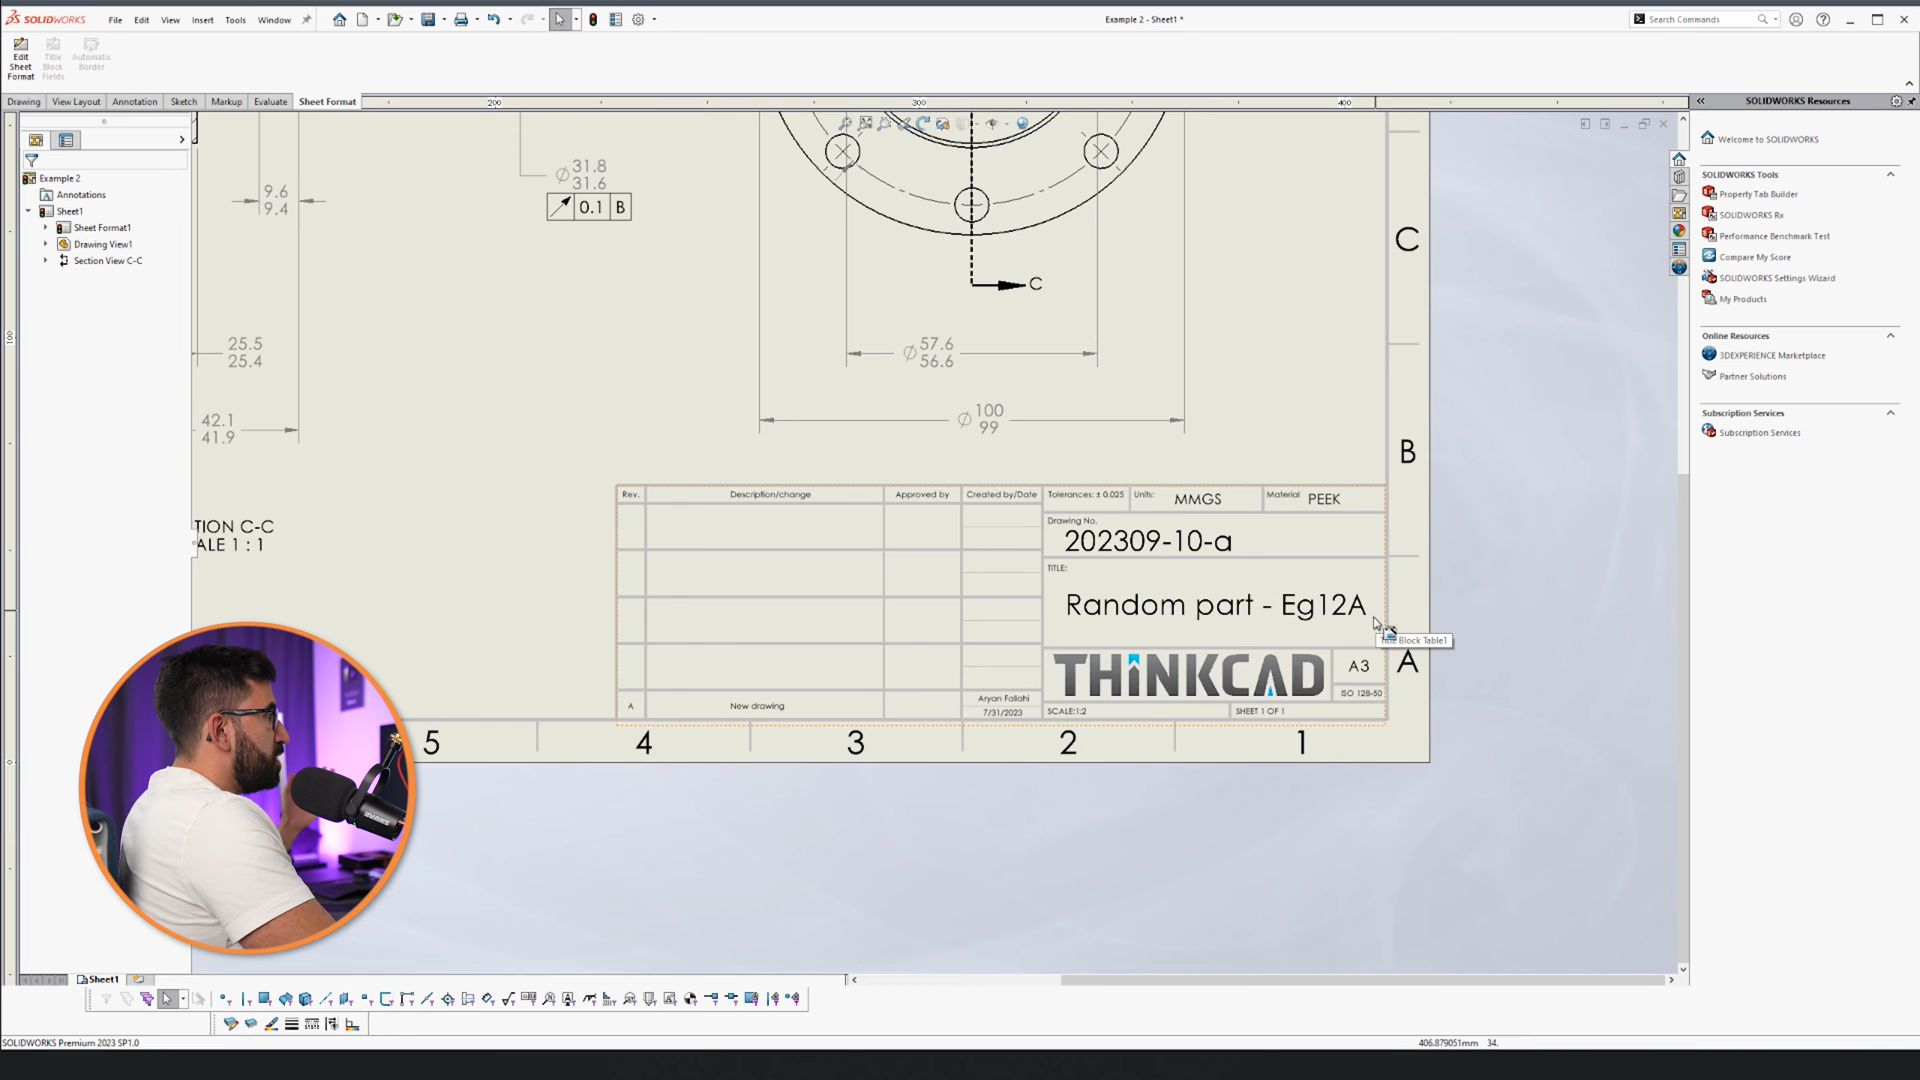 SOLIDWORKS File Edit View Insert Tools Window Example 2 - Sheet1 * Search Commands
Edit Sheet Format
Title Block Fields
Automatic Border
Drawing View Layout Annotation Sketch Markup Evaluate Sheet Format
200 300 400
SOLIDWORKS Resources
Example 2
Annotations
Sheet1
Sheet Format1
Drawing View1
Section View C-C
100
9.6
9.4
∅ 31.8
31.6
0.1 B
25.5
25.4
42.1
41.9
C
∅ 57.6
56.6
∅ 100
99
TION C-C
ALE 1 : 1
C
B
A
Rev. Description/change Approved by Created by/Date Tolerances: ± 0.025 Units: MMGS Material PEEK
Drawing No.
202309-10-a
TITLE:
Random part - Eg12A
Block Table1
THiNKCAD A3
ISO 128-50
A New drawing Aryan Fallahi
7/31/2023
SCALE:1:2 SHEET 1 OF 1
5 4 3 2 1
Welcome to SOLIDWORKS
SOLIDWORKS Tools
Property Tab Builder
SOLIDWORKS Rx
Performance Benchmark Test
Compare My Score
SOLIDWORKS Settings Wizard
My Products
Online Resources
3DEXPERIENCE Marketplace
Partner Solutions
Subscription Services
Subscription Services
Sheet1
SOLIDWORKS Premium 2023 SP1.0
406.879051mm 34.